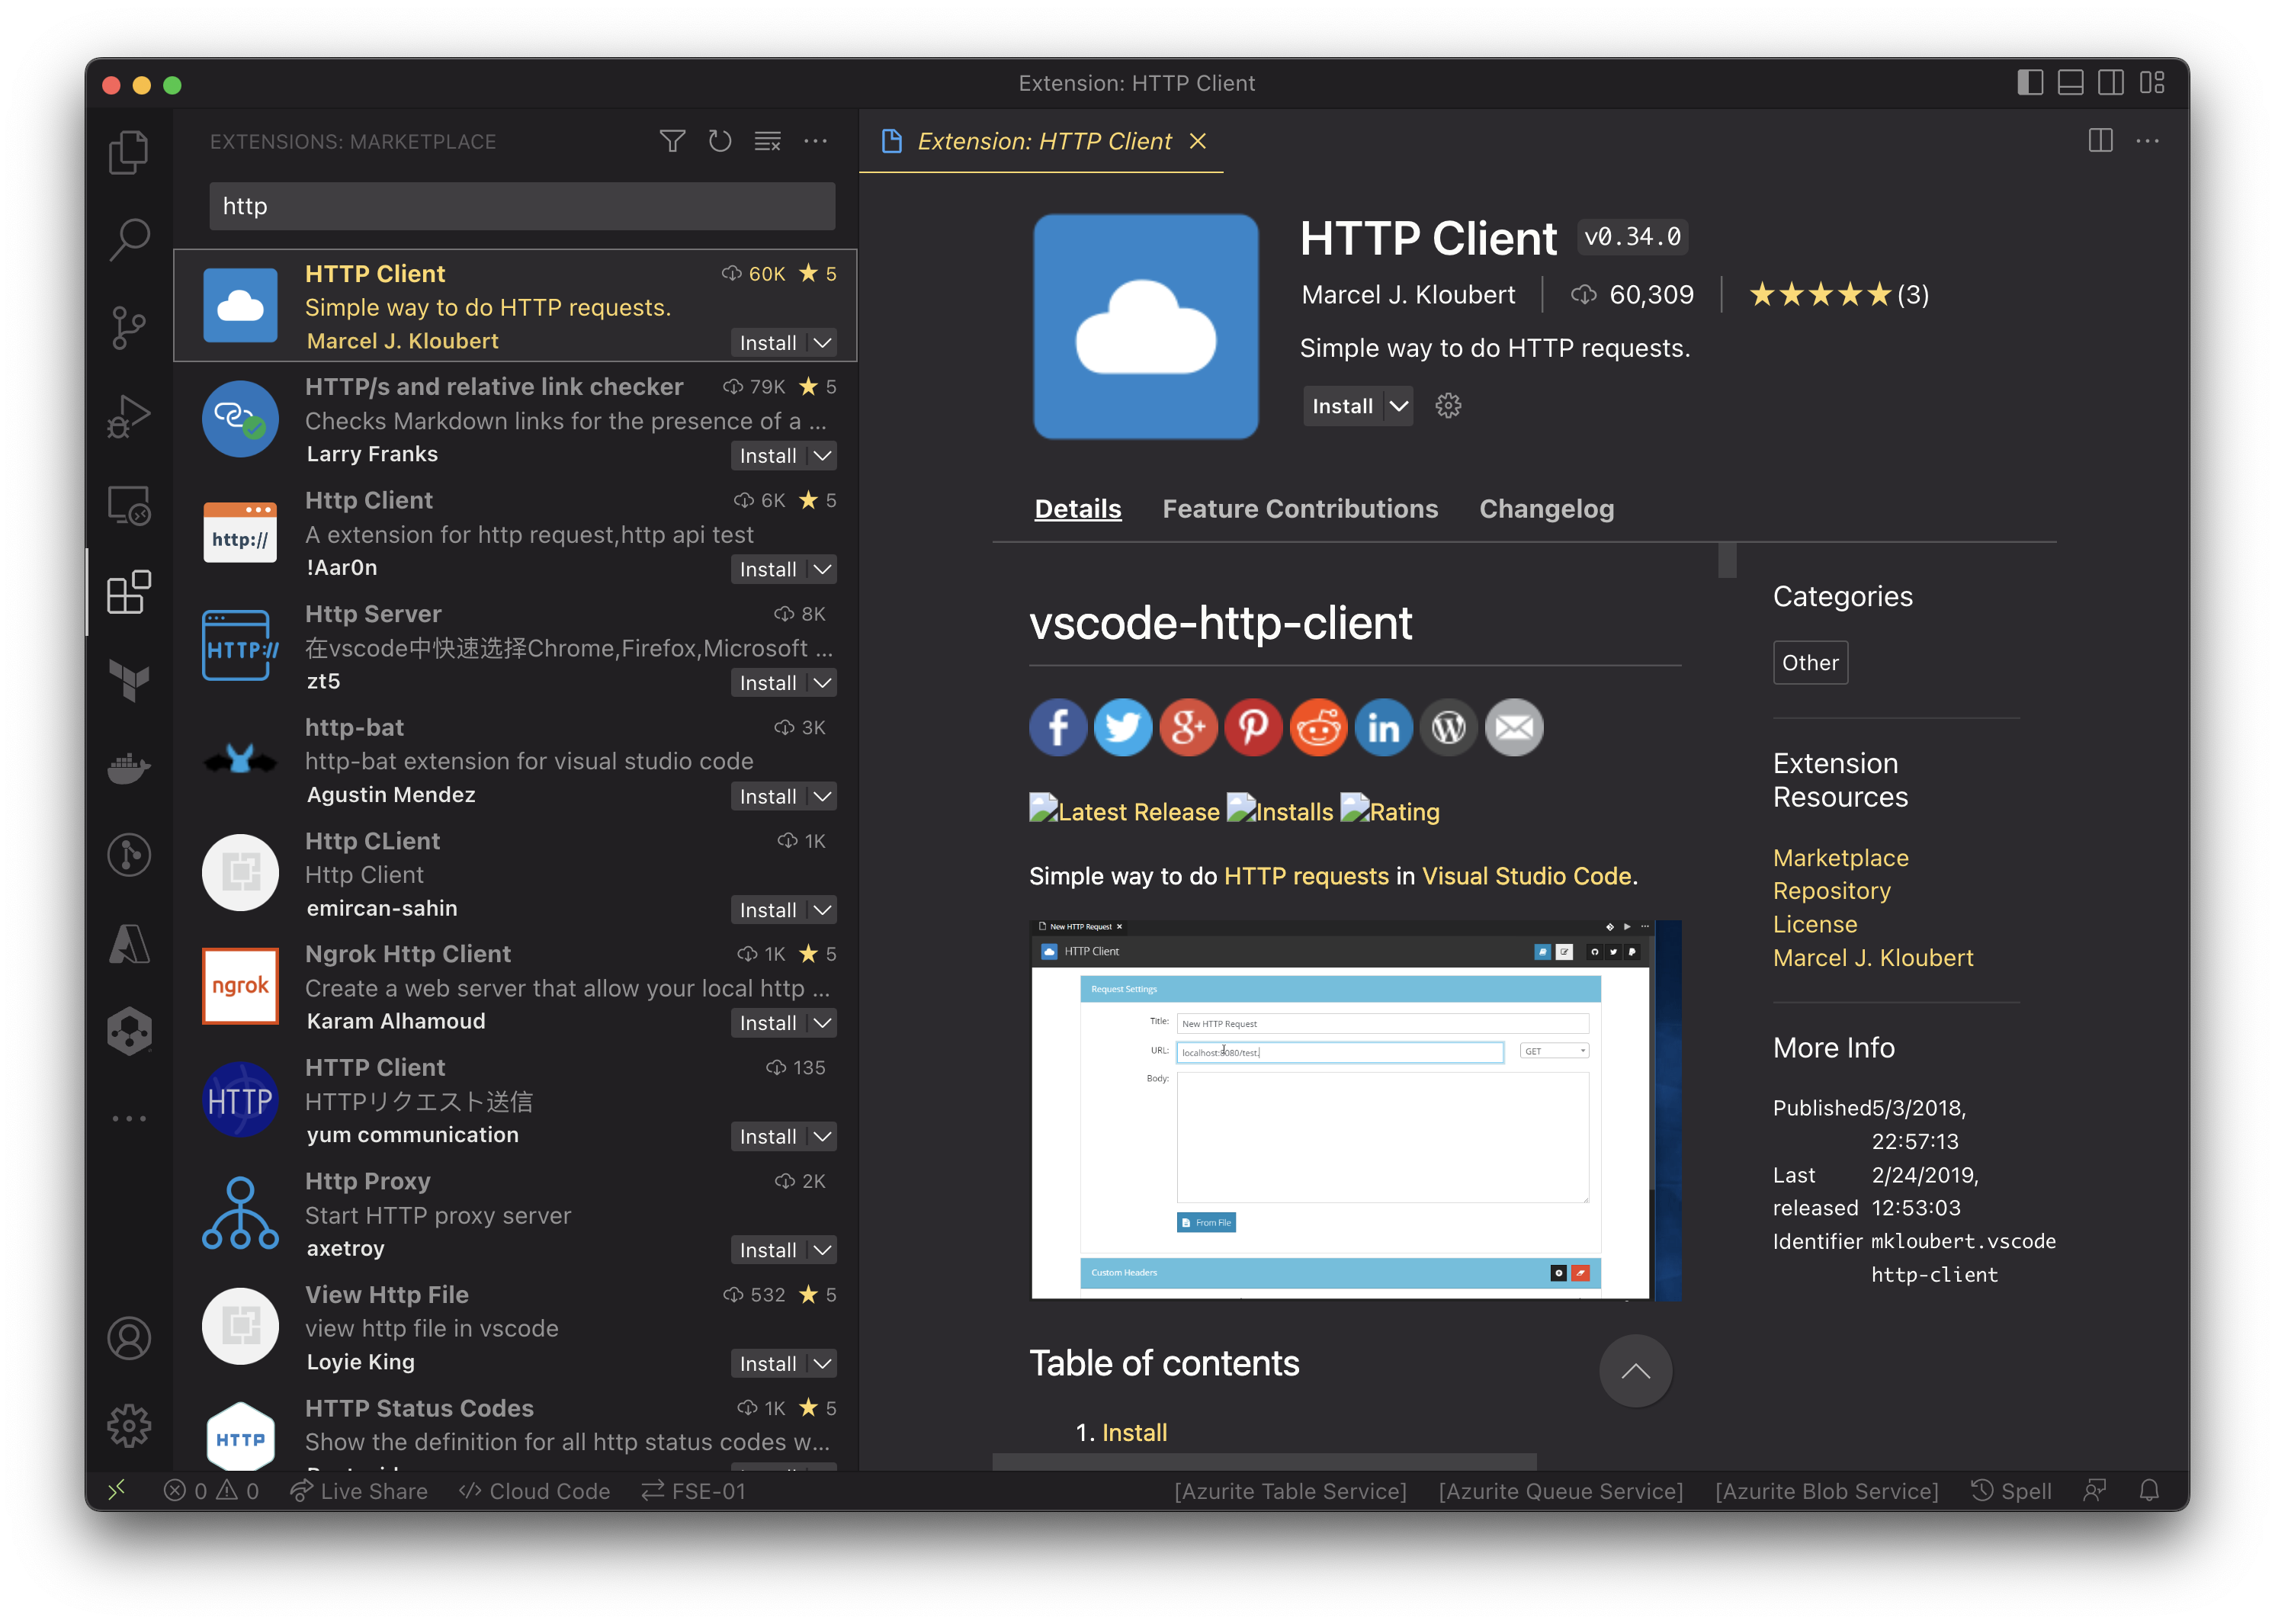 Extension: HTTP Client
EXTENSIONS: MARKETPLACE
http
HTTP Client 60K ★ 5
Simple way to do HTTP requests.
Marcel J. Kloubert Install
HTTP/s and relative link checker 79K ★ 5
Checks Markdown links for the presence of a ...
Larry Franks Install
http://
Http Client 6K ★ 5
A extension for http request,http api test
!Aar0n Install
HTTP://
Http Server 8K
在vscode中快速选择Chrome,Firefox,Microsoft ...
zt5 Install
http-bat 3K
http-bat extension for visual studio code
Agustin Mendez Install
Http CLient 1K
Http Client
emircan-sahin Install
ngrok
Ngrok Http Client 1K ★ 5
Create a web server that allow your local http ...
Karam Alhamoud Install
HTTP
HTTP Client 135
HTTPリクエスト送信
yum communication Install
Http Proxy 2K
Start HTTP proxy server
axetroy Install
View Http File 532 ★ 5
view http file in vscode
Loyie King Install
HTTP
HTTP Status Codes 1K ★ 5
Show the definition for all http status codes w...
Extension: HTTP Client
HTTP Client v0.34.0
Marcel J. Kloubert | 60,309 | ★★★★★(3)
Simple way to do HTTP requests.
Install
Details Feature Contributions Changelog
vscode-http-client
Latest Release Installs Rating
Simple way to do HTTP requests in Visual Studio Code.
New HTTP Request
HTTP Client
Request Settings
Title: New HTTP Request
URL: localhost:8080/test GET
Body:
From File
Custom Headers
Table of contents
1. Install
Categories
Other
Extension
Resources
Marketplace
Repository
License
Marcel J. Kloubert
More Info
Published 5/3/2018,
22:57:13
Last 2/24/2019,
released 12:53:03
Identifier mkloubert.vscode
http-client
0 0 Live Share Cloud Code FSE-01 [Azurite Table Service] [Azurite Queue Service] [Azurite Blob Service] Spell